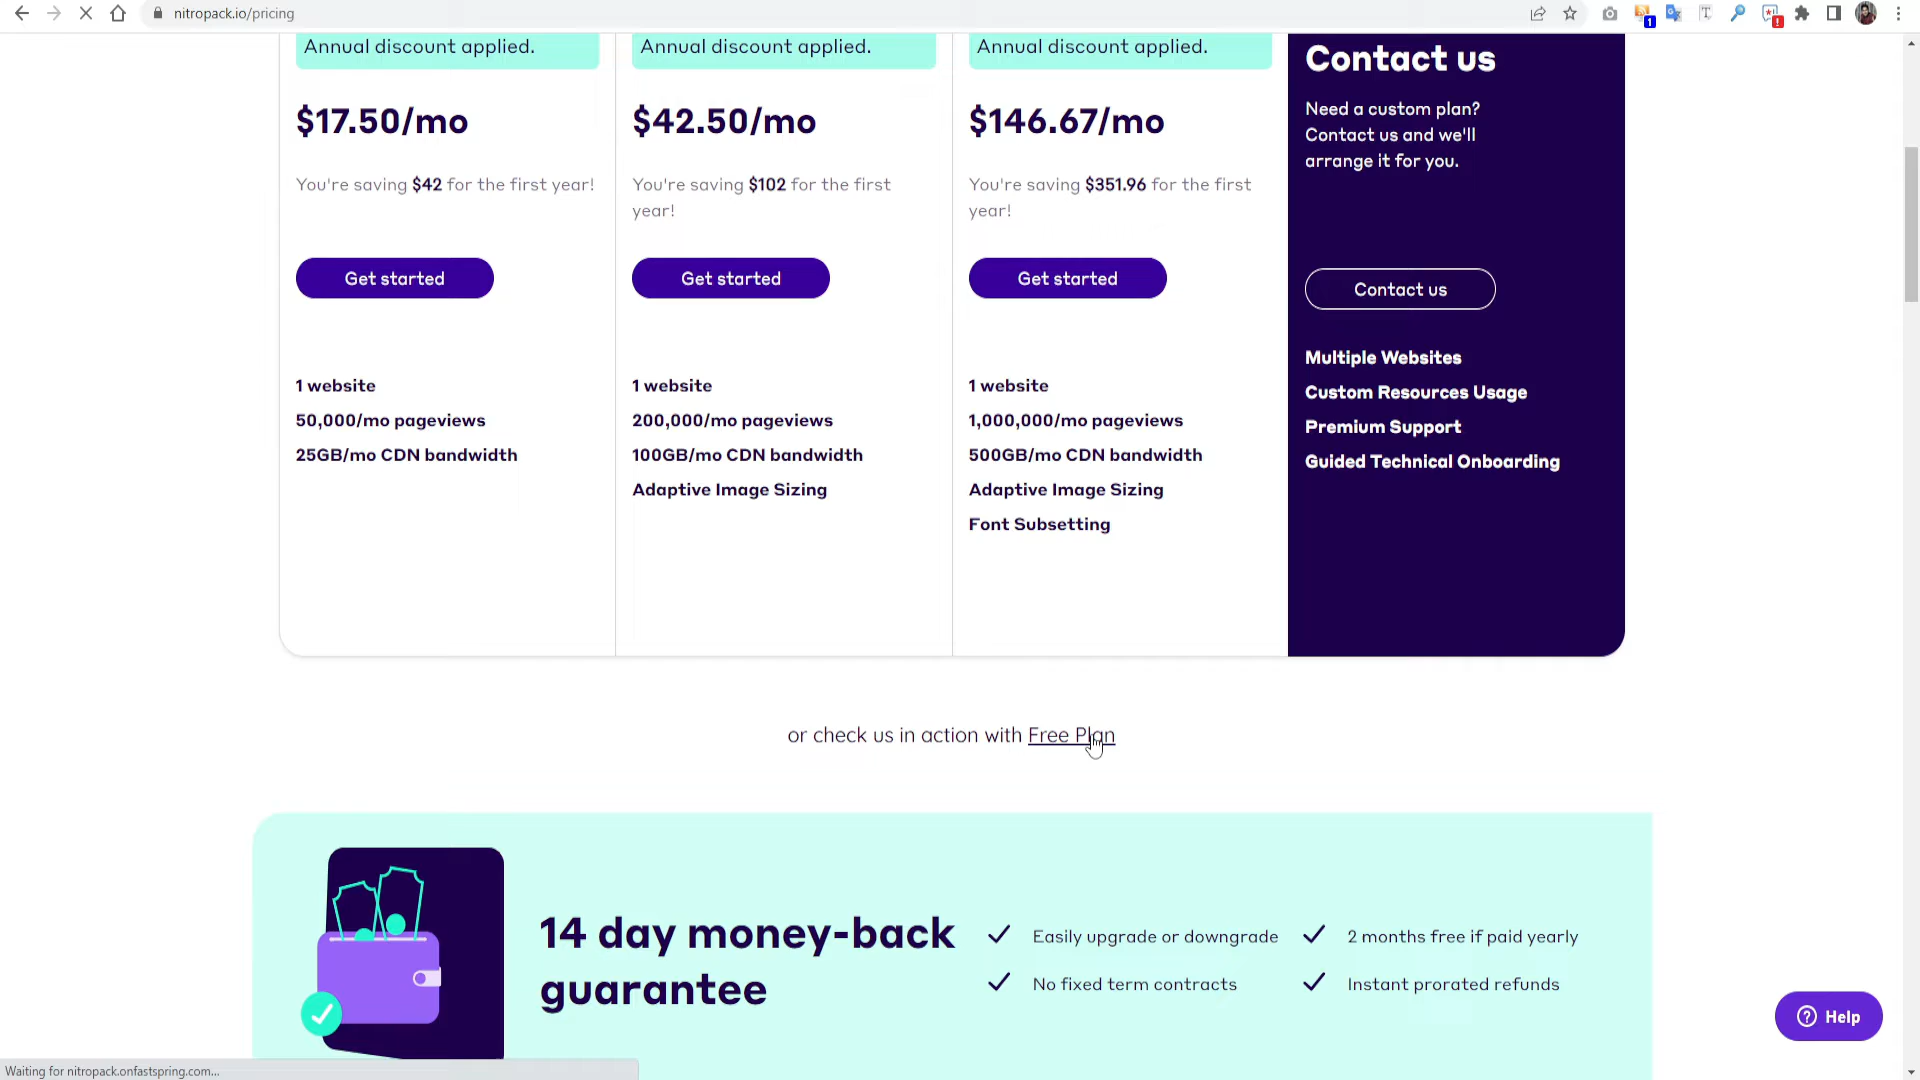 nitropack.io/pricing
1
!
Annual discount applied.
$17.50/mo
You're saving $42 for the first year!
Get started
1 website
50,000/mo pageviews
25GB/mo CDN bandwidth
Annual discount applied.
$42.50/mo
You're saving $102 for the first
year!
Get started
1 website
200,000/mo pageviews
100GB/mo CDN bandwidth
Adaptive Image Sizing
Annual discount applied.
$146.67/mo
You're saving $351.96 for the first
year!
Get started
1 website
1,000,000/mo pageviews
500GB/mo CDN bandwidth
Adaptive Image Sizing
Font Subsetting
Contact us
Need a custom plan?
Contact us and we'll
arrange it for you.
Contact us
Multiple Websites
Custom Resources Usage
Premium Support
Guided Technical Onboarding
or check us in action with Free Plan
14 day money-back
guarantee
Easily upgrade or downgrade
No fixed term contracts
2 months free if paid yearly
Instant prorated refunds
Help
Waiting for nitropack.onfastspring.com...